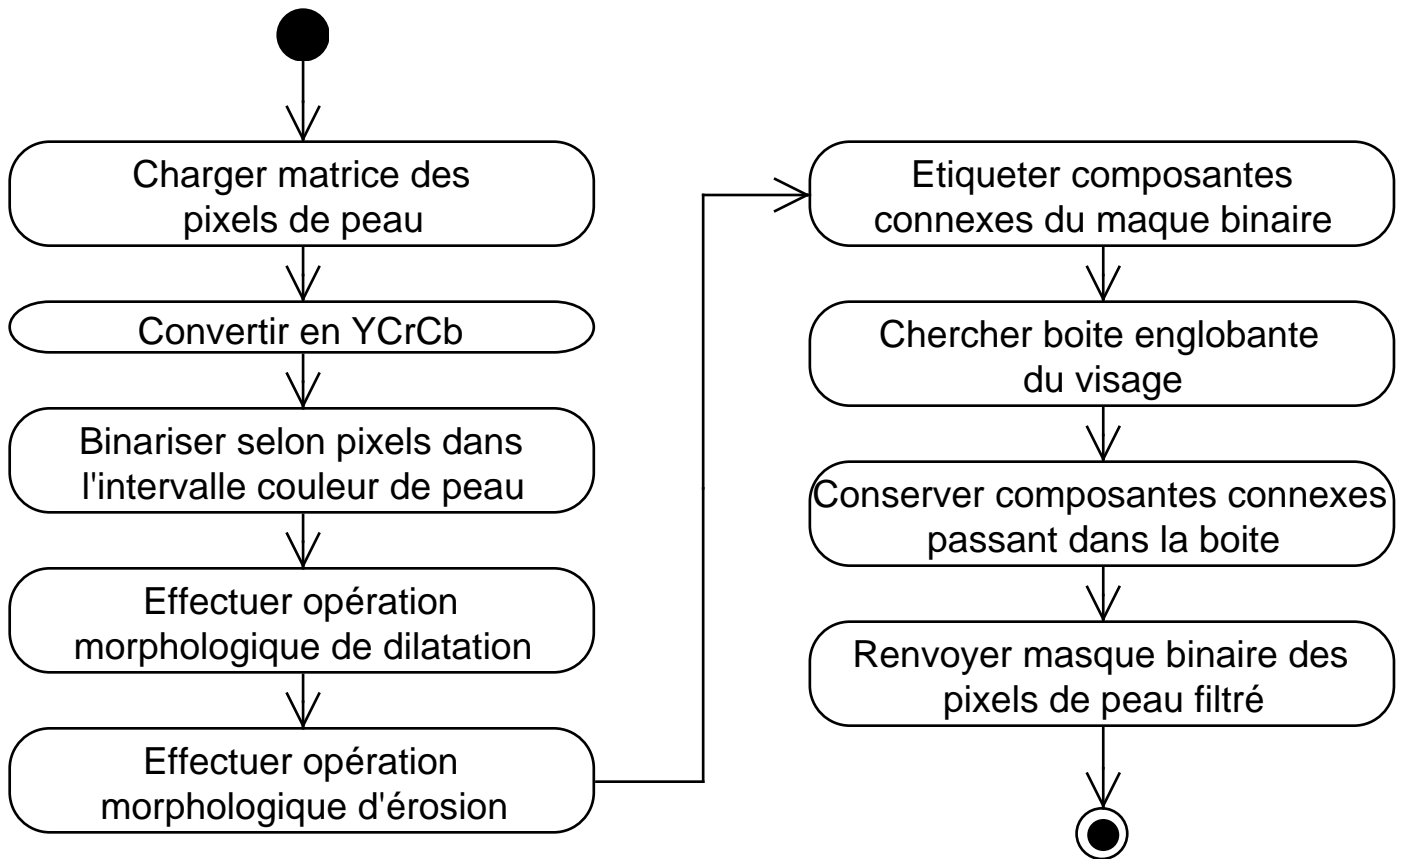 Charger matrice des
pixels de peau
Convertir en YCrCb
Binariser selon pixels dans
l'intervalle couleur de peau
Effectuer opération
morphologique de dilatation
Effectuer opération
morphologique d'érosion
Etiqueter composantes
connexes du maque binaire
Chercher boite englobante
du visage
Conserver composantes connexes
passant dans la boite
Renvoyer masque binaire des
pixels de peau filtré